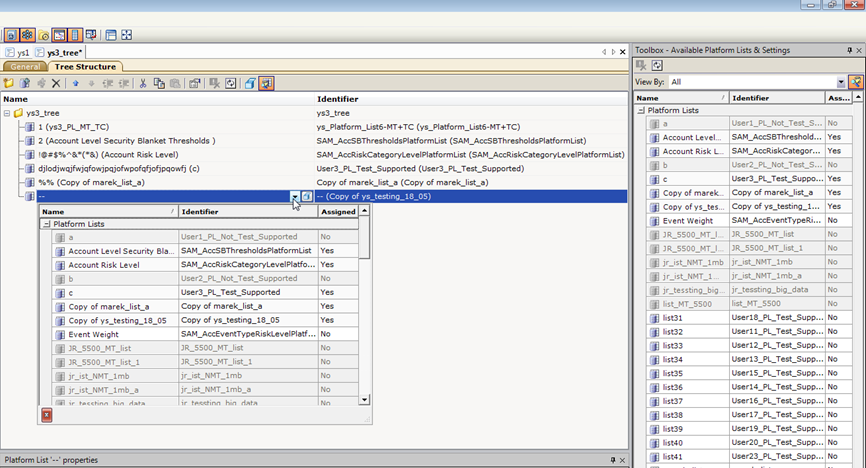 Toolbox - Available Platform Lists & Settings
ys1 ys3_tree*
General Tree Structure
View By: All
Name Identifier
ys3_tree ys3_tree
1 (ys3_PL_MT_TC) ys_Platform_List6-MT+TC (ys_Platform_List6-MT+TC)
2 (Account Level Security Blanket Thresholds ) SAM_AccSBThresholdsPlatformList (SAM_AccSBThresholdsPlatformList)
!@#$%^&*(*&) (Account Risk Level) SAM_AccRiskCategoryLevelPlatformList (SAM_AccRiskCategoryLevelPlatformList)
djlodjwqjfwjqfowjpqjofwpofqfjofjpqowfj (c) User3_PL_Test_Supported (User3_PL_Test_Supported)
%% (Copy of marek_list_a) Copy of marek_list_a (Copy of marek_list_a)
-- -- (Copy of ys_testing_18_05)
Name Identifier Assigned
Platform Lists
a User1_PL_Not_Test_Supported No
Account Level Security Bla... SAM_AccSBThresholdsPlatformList Yes
Account Risk Level SAM_AccRiskCategoryLevelPlatfo... Yes
b User2_PL_Not_Test_Supported No
c User3_PL_Test_Supported Yes
Copy of marek_list_a Copy of marek_list_a Yes
Copy of ys_testing_18_05 Copy of ys_testing_18_05 Yes
Event Weight SAM_AccEventTypeRiskLevelPlatf... No
JR_5500_MT_list JR_5500_MT_list No
JR_5500_MT_list_1 JR_5500_MT_list_1 No
jr_ist_NMT_1mb jr_ist_NMT_1mb No
jr_ist_NMT_1mb_a jr_ist_NMT_1mb_a No
jr_tessting_big_data jr_tessting_big_data No
Platform List '--' properties
Name Identifier Ass...
Platform Lists
a User1_PL_Not_Test_S... No
Account Level... SAM_AccSBThreshold... Yes
Account Risk L... SAM_AccRiskCategor... Yes
b User2_PL_Not_Test_S... No
c User3_PL_Test_Supp... Yes
Copy of marek... Copy of marek_list_a Yes
Copy of ys_tes... Copy of ys_testing_1... Yes
Event Weight SAM_AccEventTypeRi... No
JR_5500_MT_l... JR_5500_MT_list No
JR_5500_MT_l... JR_5500_MT_list_1 No
jr_ist_NMT_1... jr_ist_NMT_1mb No
jr_ist_NMT_1... jr_ist_NMT_1mb_a No
jr_tessting_bi... jr_tessting_big_data No
list_MT_5500 list_MT_5500 No
list31 User18_PL_Test_Supp... No
list32 User11_PL_Test_Supp... No
list33 User12_PL_Test_Supp... No
list34 User13_PL_Test_Supp... No
list35 User15_PL_Test_Supp... No
list36 User14_PL_Test_Supp... No
list37 User16_PL_Test_Supp... No
list38 User17_PL_Test_Supp... No
list39 User19_PL_Test_Supp... No
list40 User20_PL_Test_Supp... No
list41 User23_PL_Test_Supp... No